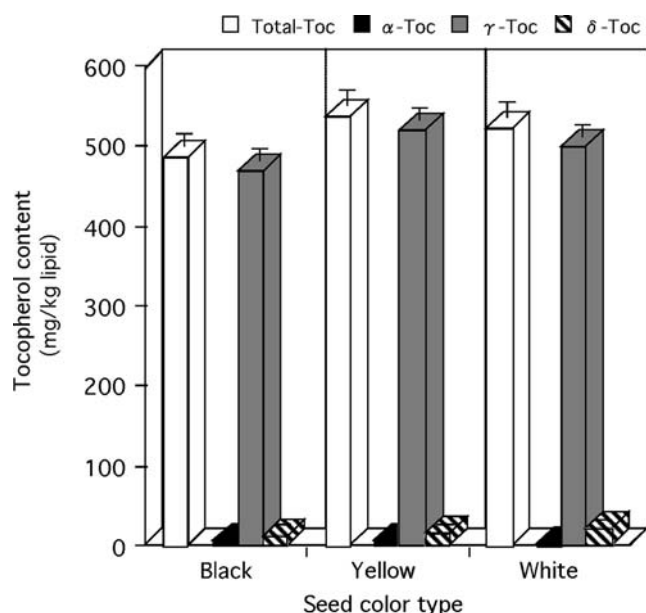 Total-Toc α-Toc γ-Toc δ-Toc
600
500
400
300
200
100
0
Tocopherol content
(mg/kg lipid)
Black Yellow White
Seed color type